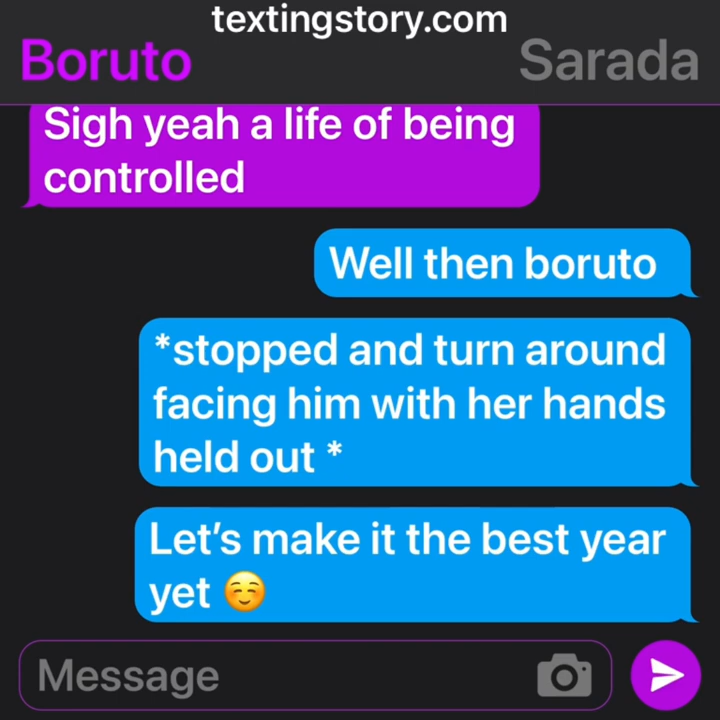 textingstory.com
Boruto
Sarada
Sigh yeah a life of being
controlled
Well then boruto
*stopped and turn around
facing him with her hands
held out *
Let’s make it the best year
yet ☺️
Message